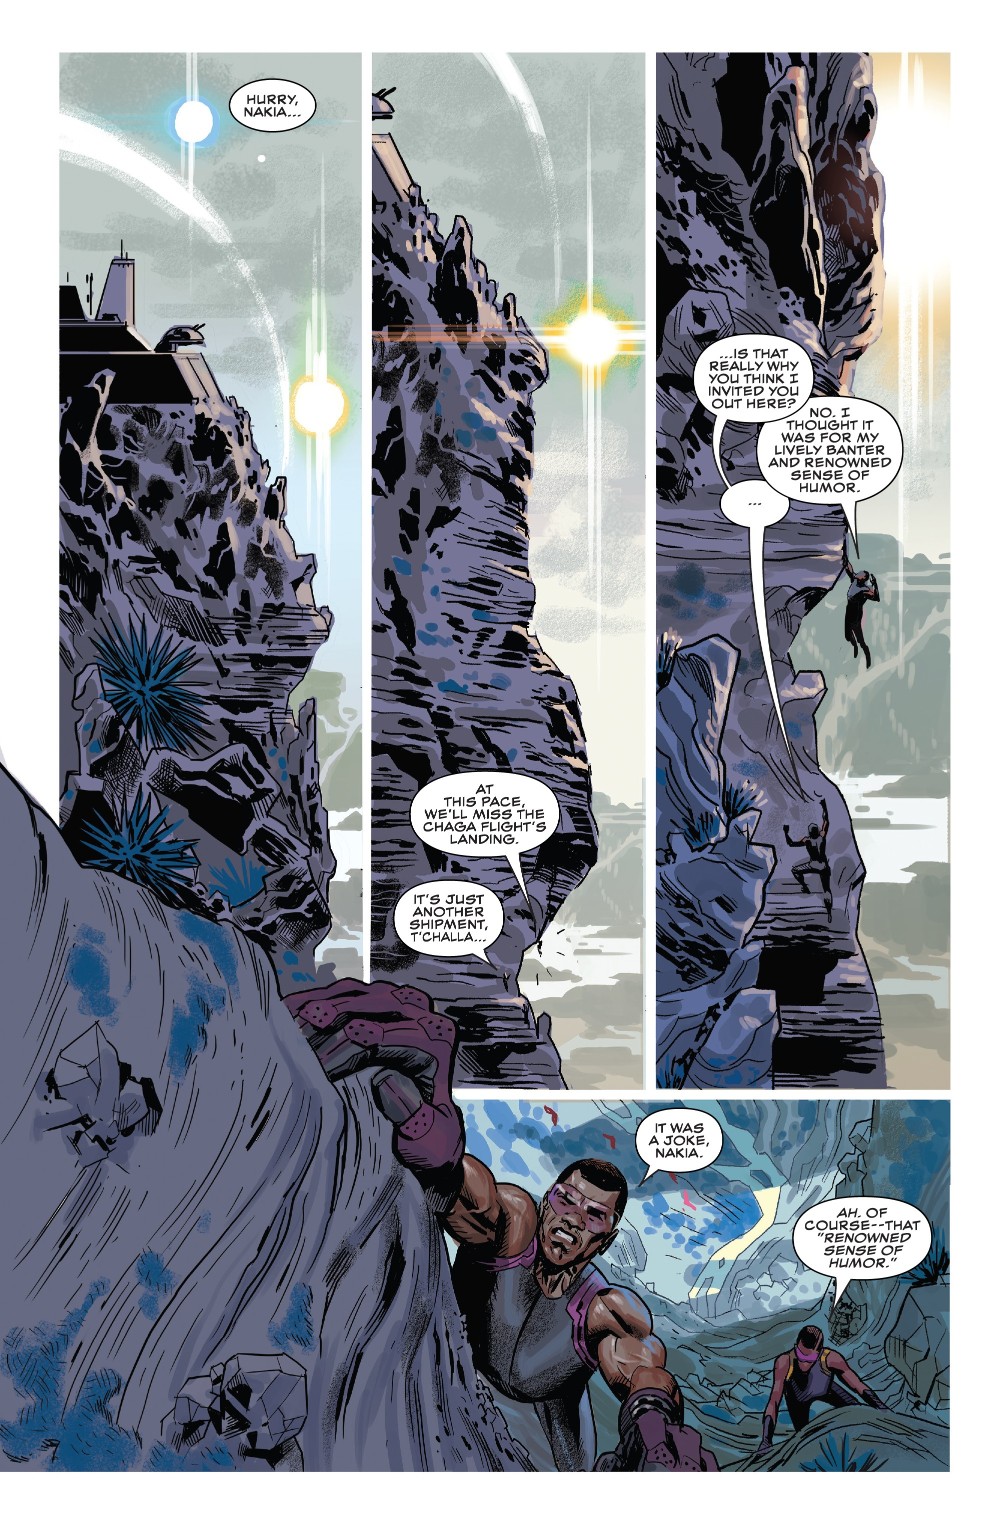 HURRY,
NAKIA...
AT
THIS PACE,
WE'LL MISS THE
CHAGA FLIGHT'S
LANDING.
IT'S JUST
ANOTHER
SHIPMENT,
T'CHALLA...
...IS THAT
REALLY WHY
YOU THINK I
INVITED YOU
OUT HERE?
NO. I
THOUGHT IT
WAS FOR MY
LIVELY BANTER
AND RENOWNED
SENSE OF
HUMOR.
...
IT WAS
A JOKE,
NAKIA.
AH. OF
COURSE--THAT
"RENOWNED
SENSE OF
HUMOR."